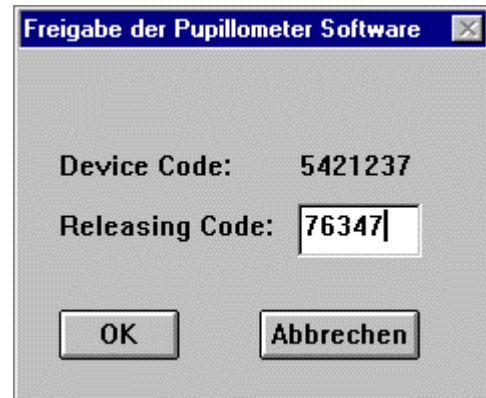 Freigabe der Pupillometer Software
Device Code: 5421237
Releasing Code: 76347
OK Abbrechen